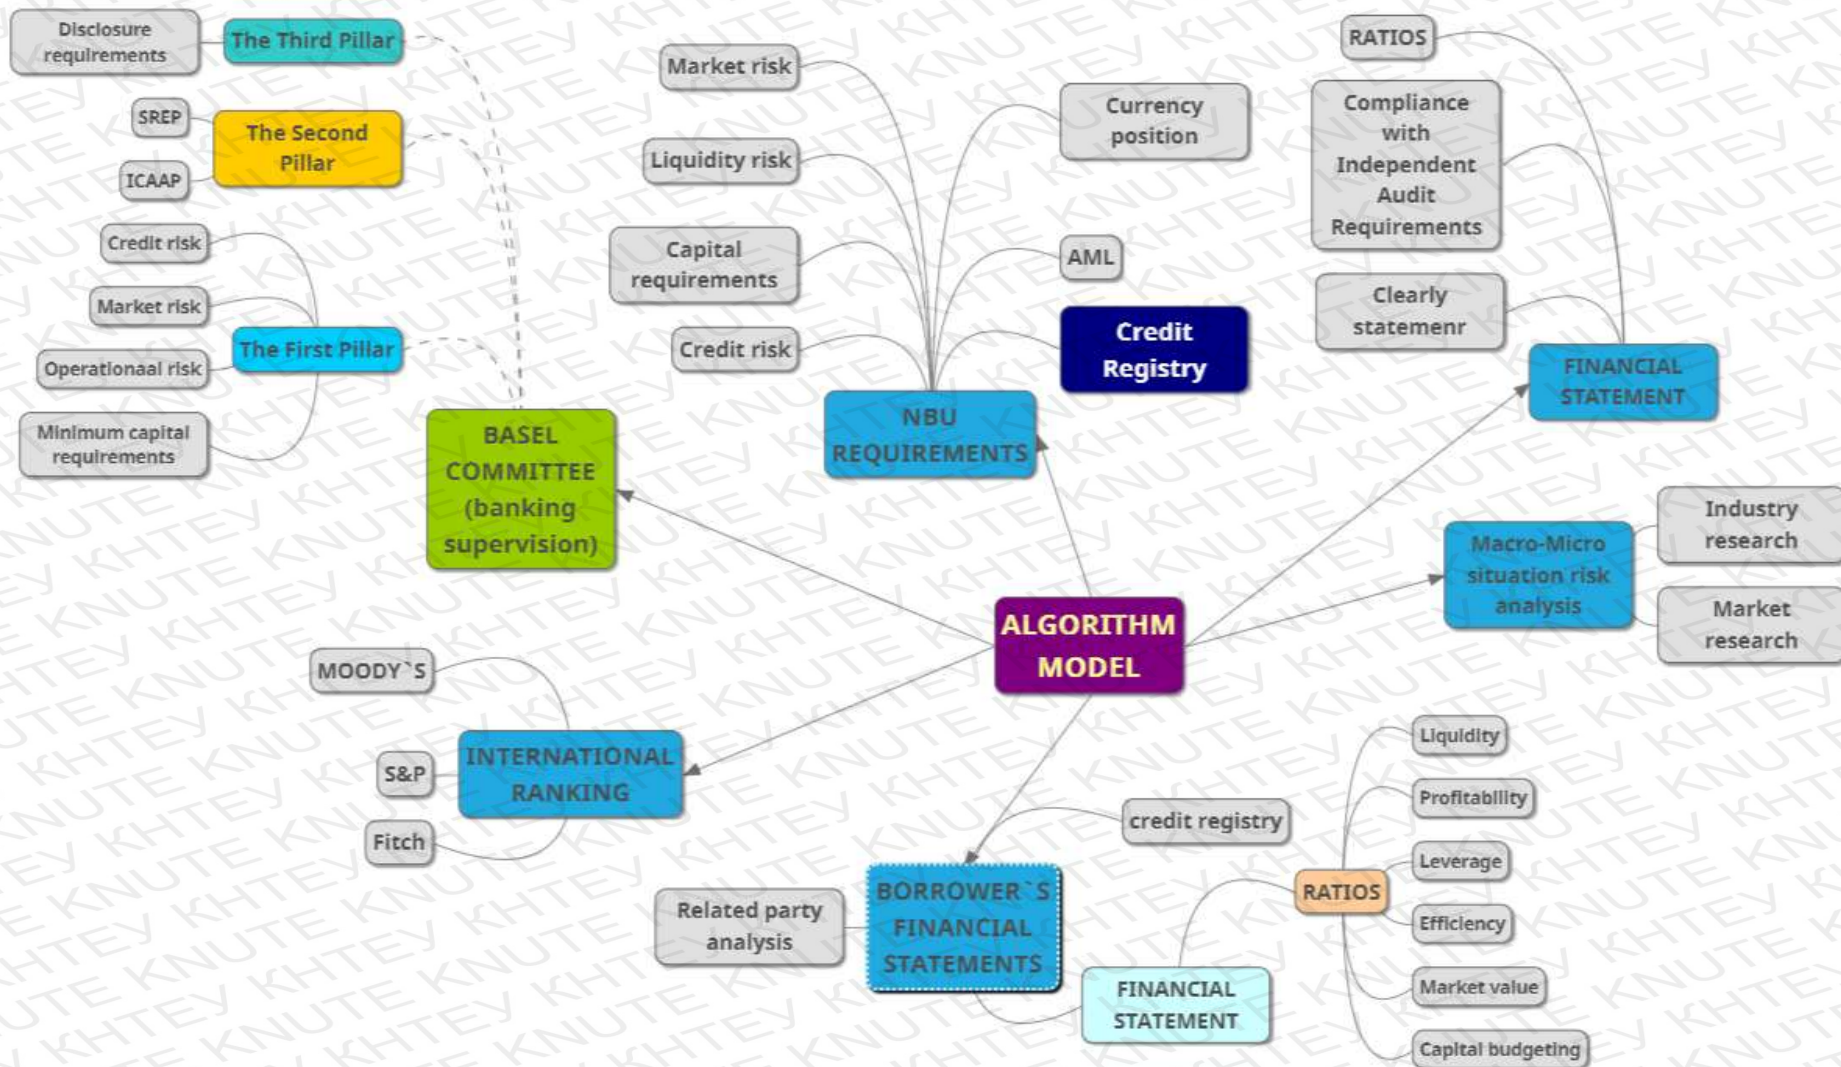 Disclosure
requirements
The Third Pillar
SREP
The Second
Pillar
ICAAP
Credit risk
Market risk
The First Pillar
Operationaal risk
Minimum capital
requirements
BASEL
COMMITTEE
(banking
supervision)
Market risk
Liquidity risk
Capital
requirements
Credit risk
Currency
position
AML
Credit
Registry
NBU
REQUIREMENTS
RATIOS
Compliance
with
Independent
Audit
Requirements
Clearly
statemenr
FINANCIAL
STATEMENT
Macro-Micro
situation risk
analysis
Industry
research
Market
research
ALGORITHM
MODEL
MOODY`S
S&P
Fitch
INTERNATIONAL
RANKING
credit registry
BORROWER`S
FINANCIAL
STATEMENTS
Related party
analysis
FINANCIAL
STATEMENT
RATIOS
Liquidity
Profitability
Leverage
Efficiency
Market value
Capital budgeting
KNUTE KHTEY